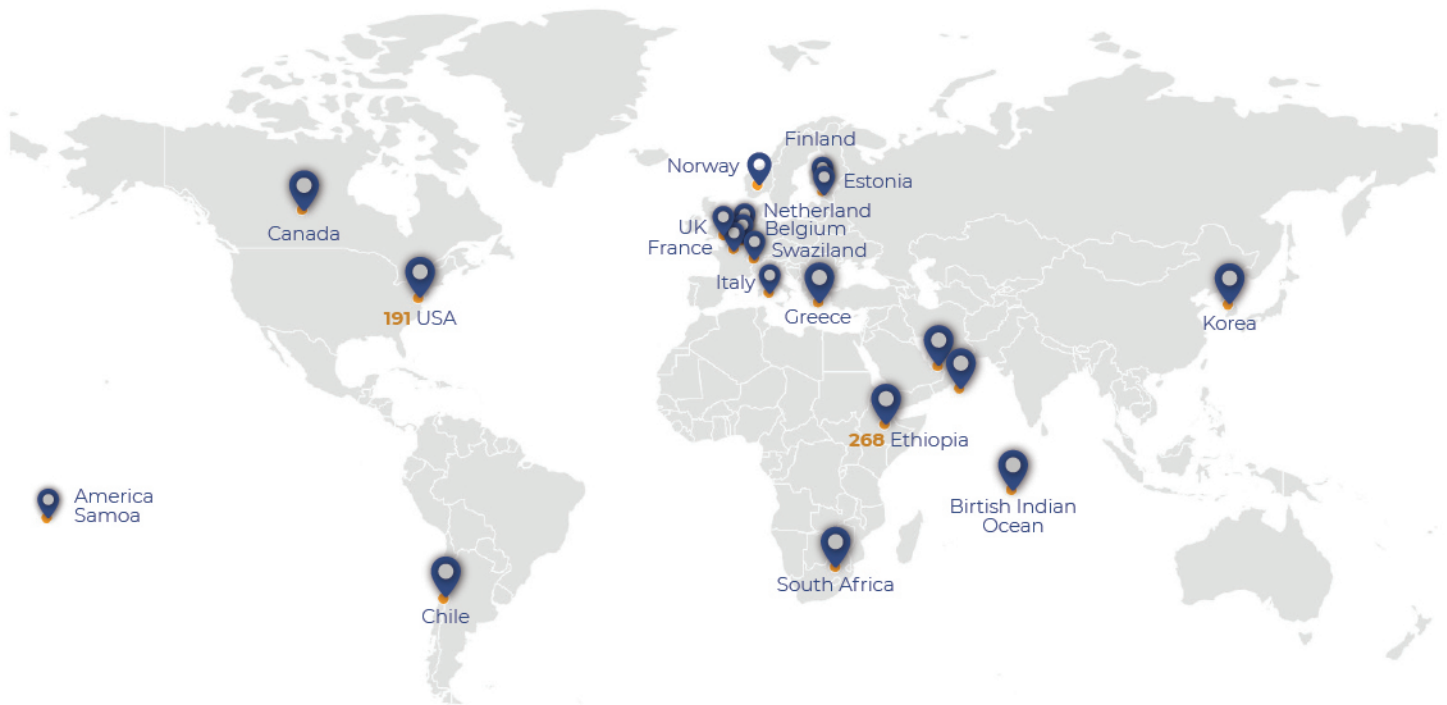 Finland
Norway
Estonia
Netherland
UK
Belgium
France
Swaziland
Canada
Italy
191 USA
Greece
Korea
268 Ethiopia
America
Samoa
Birtish Indian
Ocean
South Africa
Chile